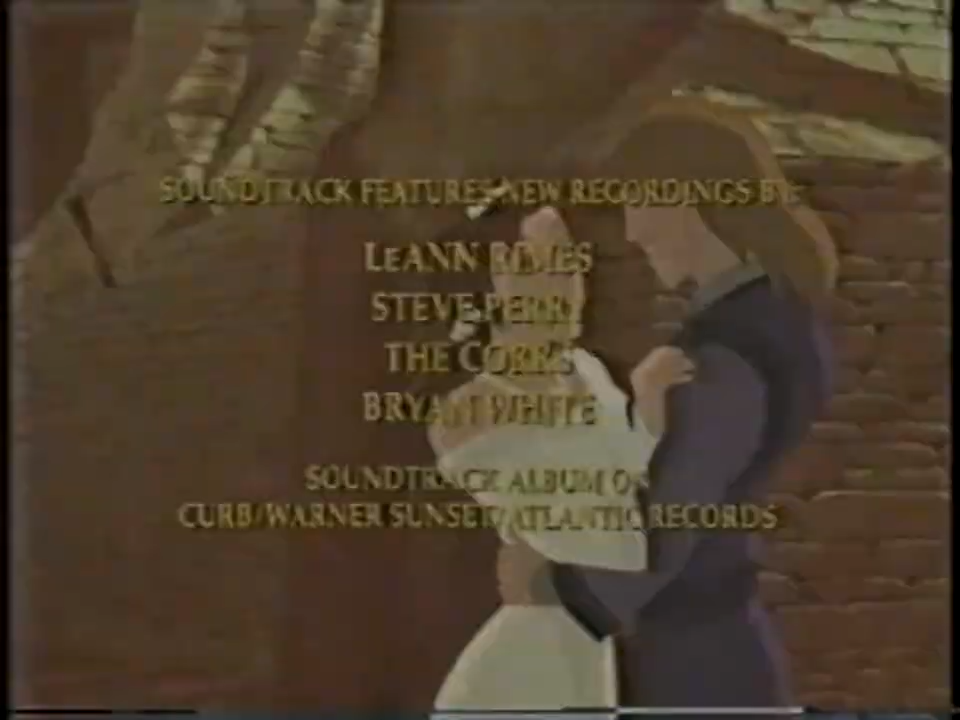 SOUNDTRACK FEATURES NEW RECORDINGS BY:
LeANN RIMES
STEVE PERRY
THE CORRS
BRYAN WHITE
SOUNDTRACK ALBUM ON
CURB/WARNER SUNSET/ATLANTIC RECORDS